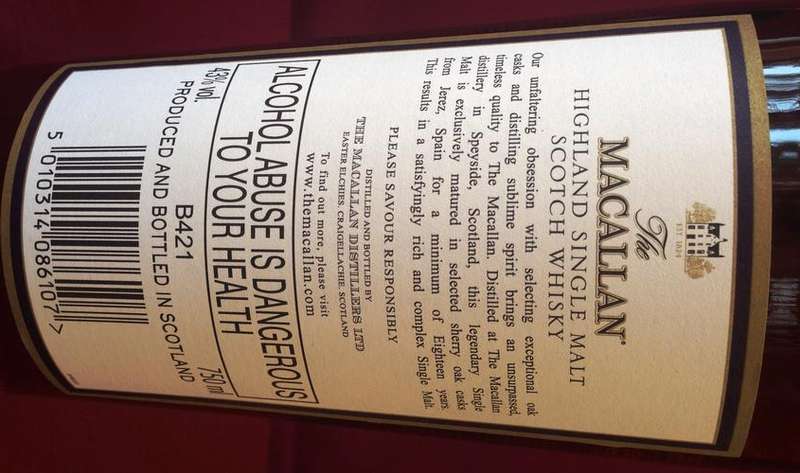 EST. 1824
The
MACALLAN®
HIGHLAND SINGLE MALT
SCOTCH WHISKY
Our unfaltering obsession with selecting exceptional oak
casks and distilling sublime spirit brings an unsurpassed,
timeless quality to The Macallan. Distilled at The Macallan
distillery in Speyside, Scotland, this legendary Single
Malt is exclusively matured in selected sherry oak casks
from Jerez, Spain for a minimum of Eighteen years.
This results in a satisfyingly rich and complex Single Malt.
PLEASE SAVOUR RESPONSIBLY
DISTILLED AND BOTTLED BY
THE MACALLAN DISTILLERS LTD
EASTER ELCHIES, CRAIGELLACHIE, SCOTLAND
To find out more, please visit
www.themacallan.com
ALCOHOL ABUSE IS DANGEROUS
TO YOUR HEALTH
43% vol. 750 ml
B421
PRODUCED AND BOTTLED IN SCOTLAND
5 010314 086107 >